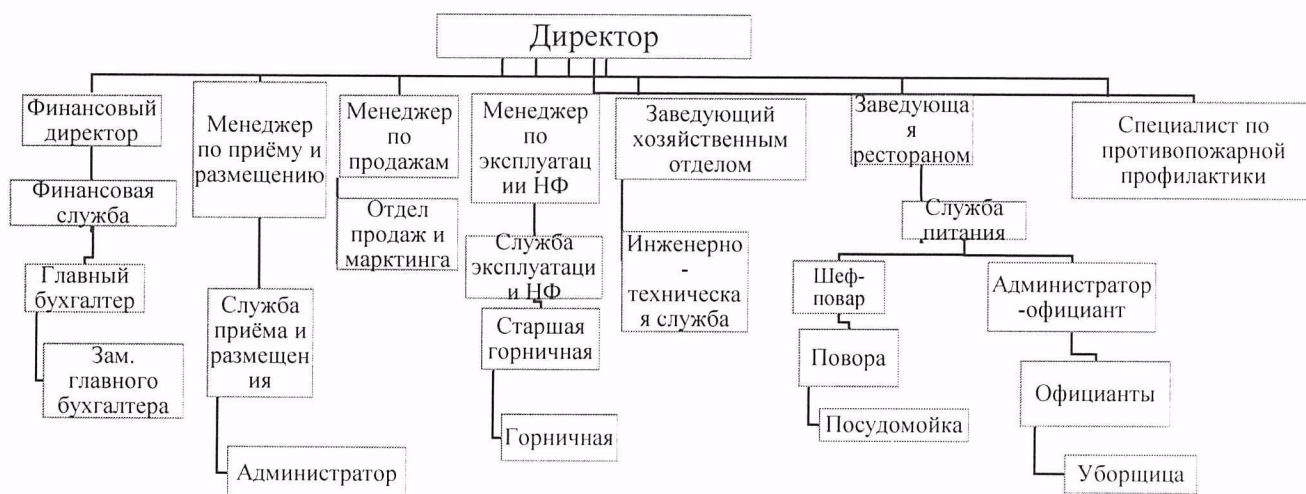 Директор
Финансовый
директор
Менеджер
по приёму и
размещению
Менеджер
по
продажам
Менеджер
по
эксплуатац
ии НФ
Заведующий
хозяйственным
отделом
Заведующа
я
рестораном
Специалист по
противопожарной
профилактики
Финансовая
служба
Отдел
продаж и
марктинга
Служба
эксплуатаци
и НФ
Инженерно
-
техническа
я служба
Служба
питания
Главный
бухгалтер
Служба
приёма и
размещен
ия
Старшая
горничная
Шеф-
повар
Администратор
-официант
Зам.
главного
бухгалтера
Повора
Официанты
Администратор
Горничная
Посудомойка
Уборщица